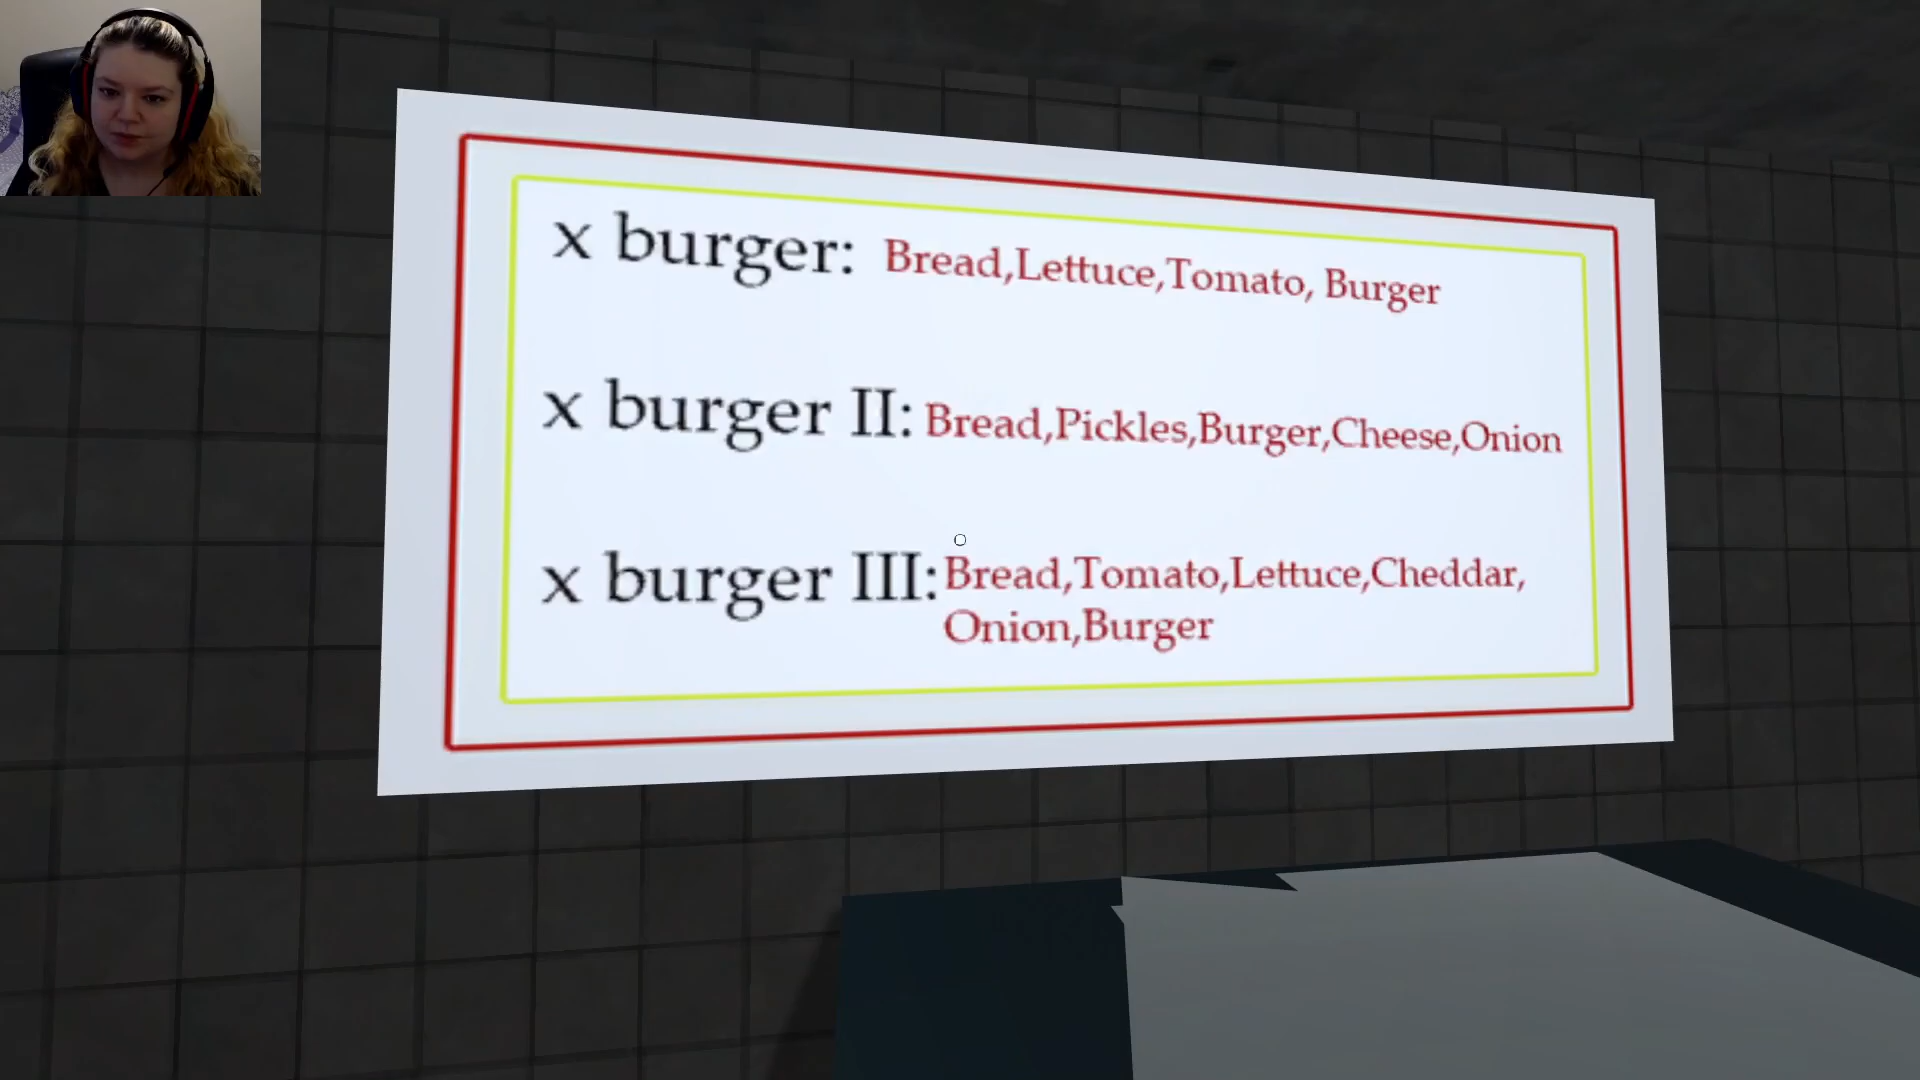 x burger: Bread,Lettuce,Tomato, Burger
x burger II: Bread,Pickles,Burger,Cheese,Onion
x burger III: Bread,Tomato,Lettuce,Cheddar,
Onion,Burger